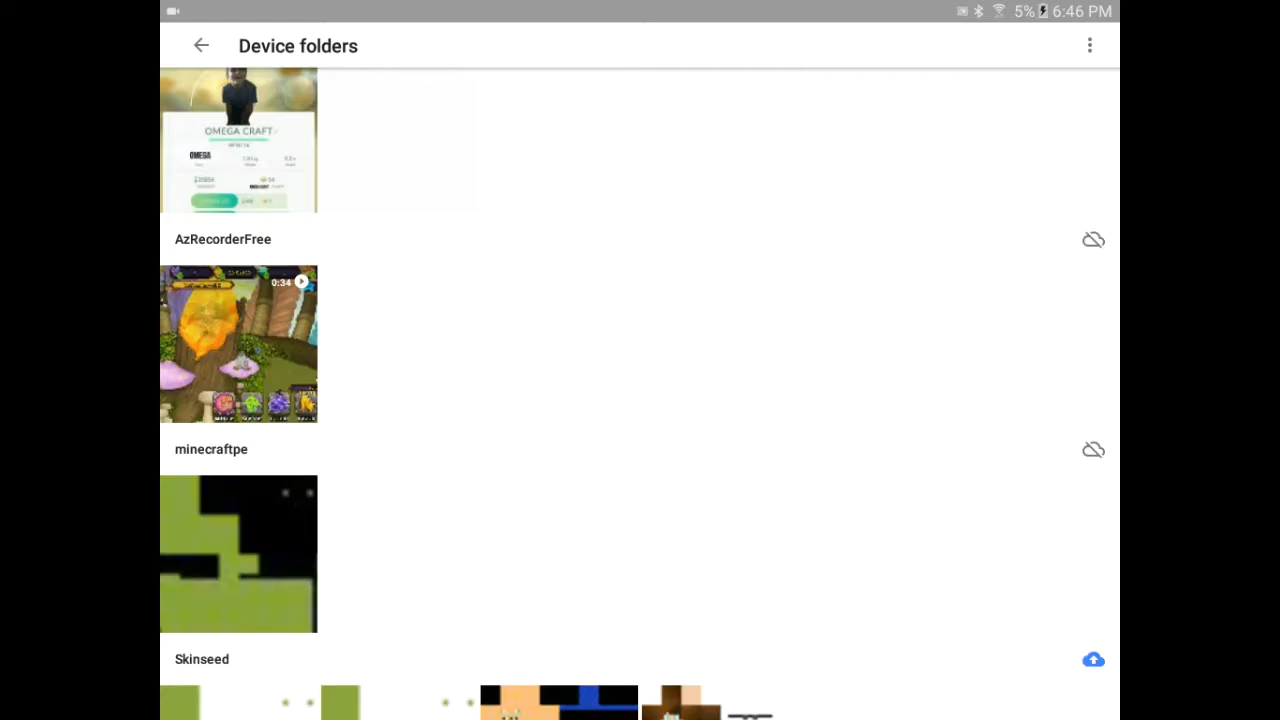 5% 6:46 PM
Device folders
OMEGA CRAFT
OMEGA
AzRecorderFree
0:34
minecraftpe
Skinseed